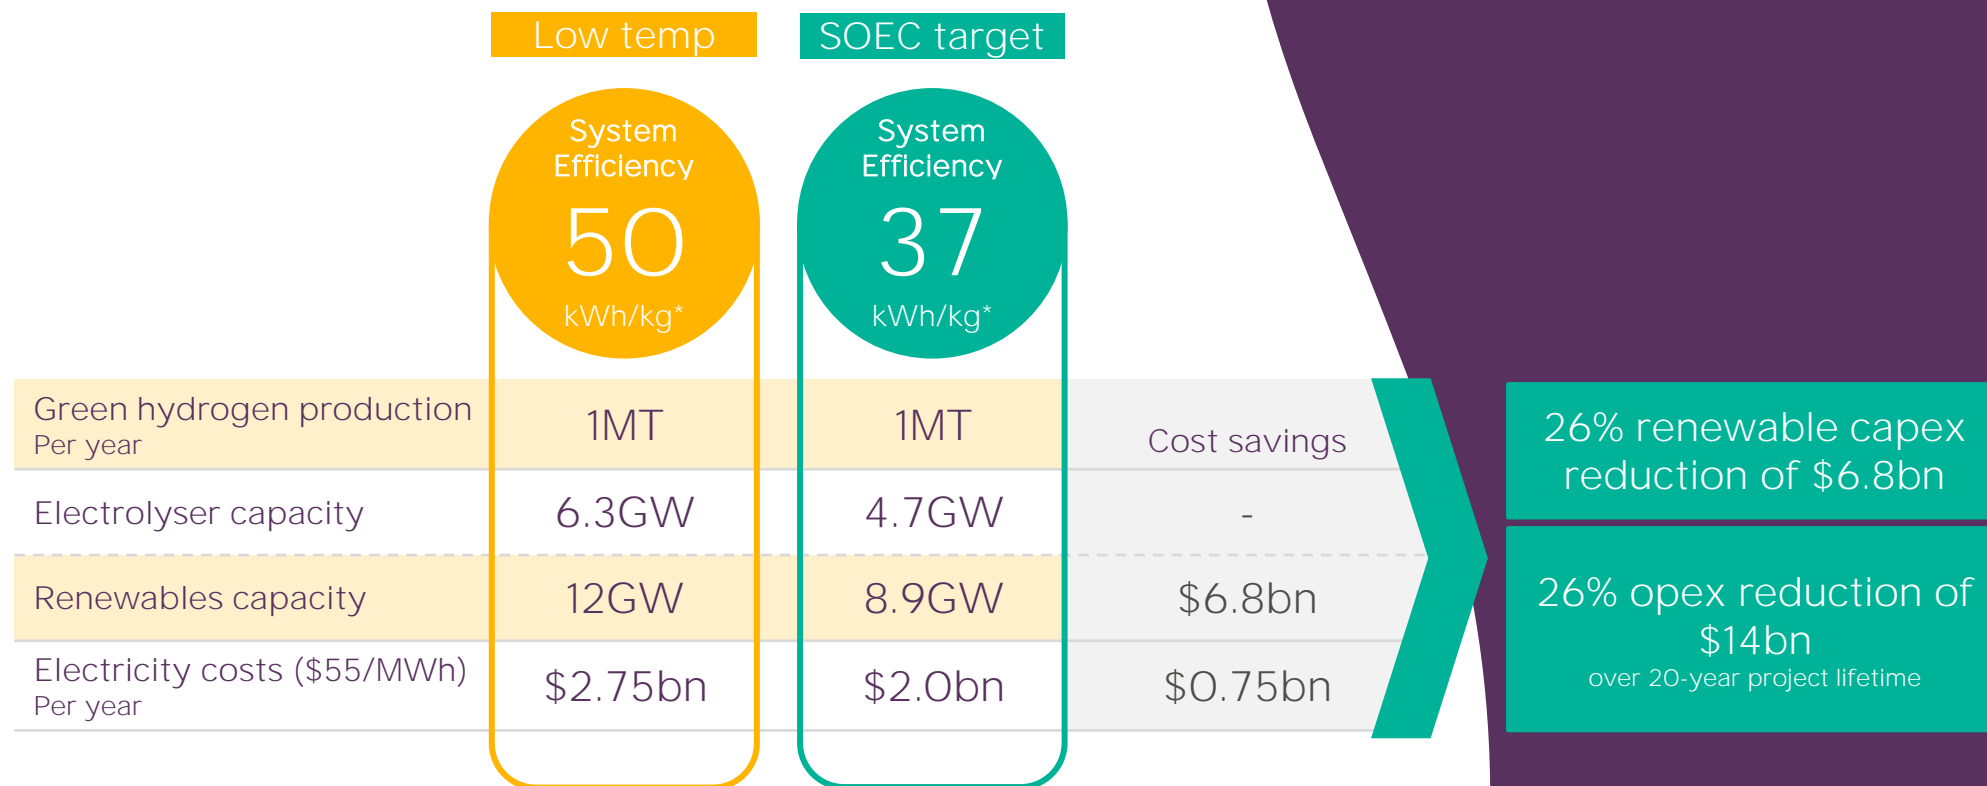 Low temp
SOEC target
System
Efficiency
50
kWh/kg*
System
Efficiency
37
kWh/kg*
Green hydrogen production
Per year
1MT
1MT
Cost savings
Electrolyser capacity
6.3GW
4.7GW
-
Renewables capacity
12GW
8.9GW
$6.8bn
Electricity costs ($55/MWh)
Per year
$2.75bn
$2.0bn
$0.75bn
26% renewable capex
reduction of $6.8bn
26% opex reduction of
$14bn
over 20-year project lifetime